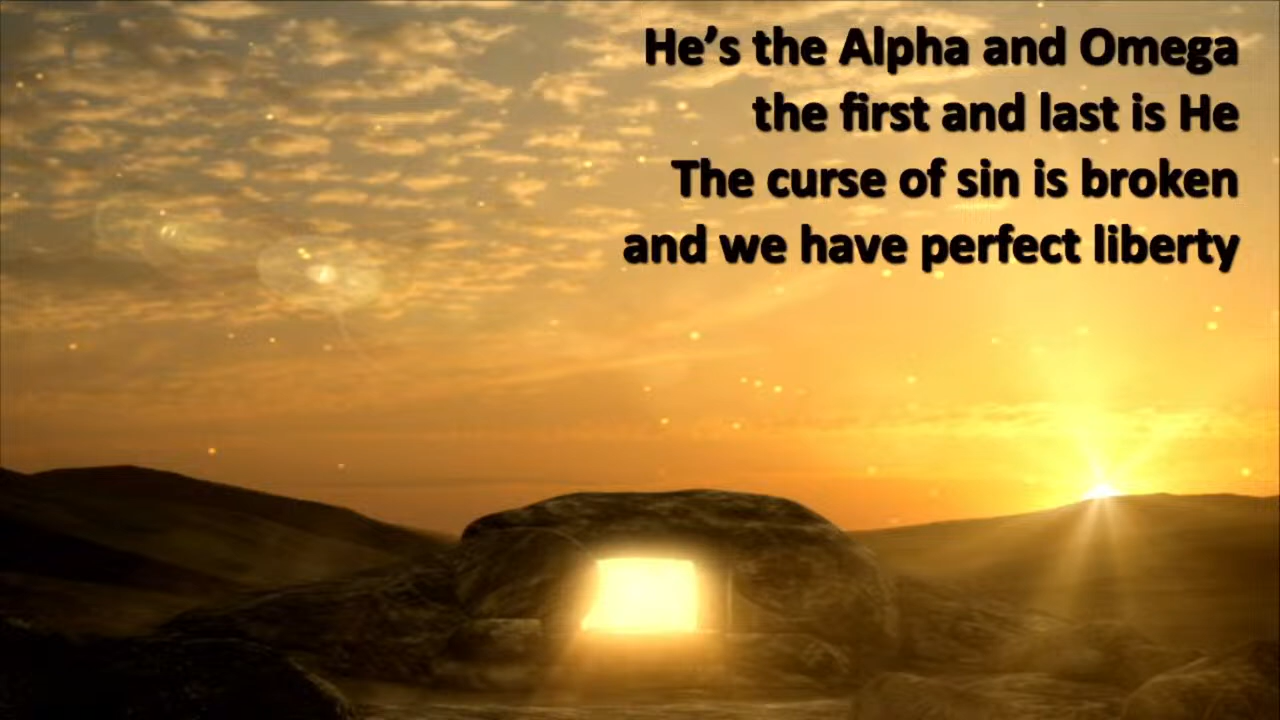 He’s the Alpha and Omega
the first and last is He
The curse of sin is broken
and we have perfect liberty